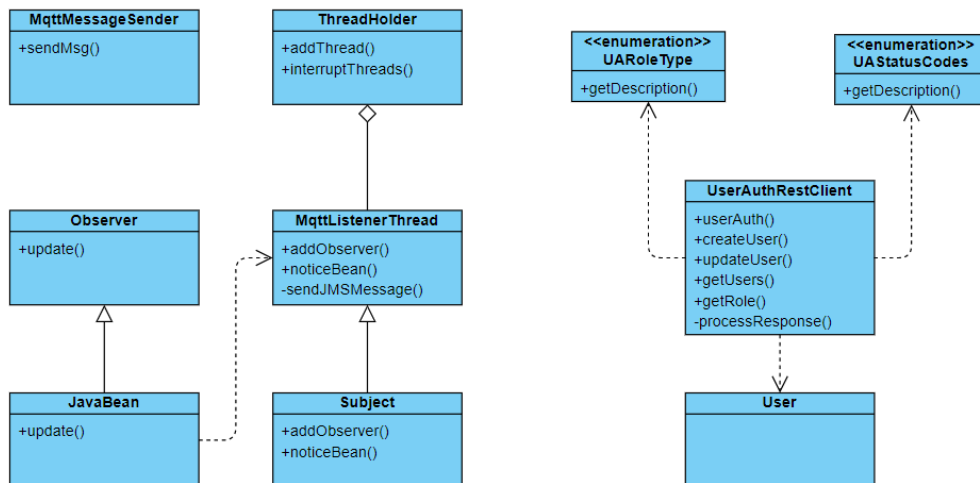 MqttMessageSender
+sendMsg()
ThreadHolder
+addThread()
+interruptThreads()
<<enumeration>>
UARoleType
+getDescription()
<<enumeration>>
UAStatusCodes
+getDescription()
Observer
+update()
MqttListenerThread
+addObserver()
+noticeBean()
-sendJMSMessage()
UserAuthRestClient
+userAuth()
+createUser()
+updateUser()
+getUsers()
+getRole()
-processResponse()
JavaBean
+update()
Subject
+addObserver()
+noticeBean()
User